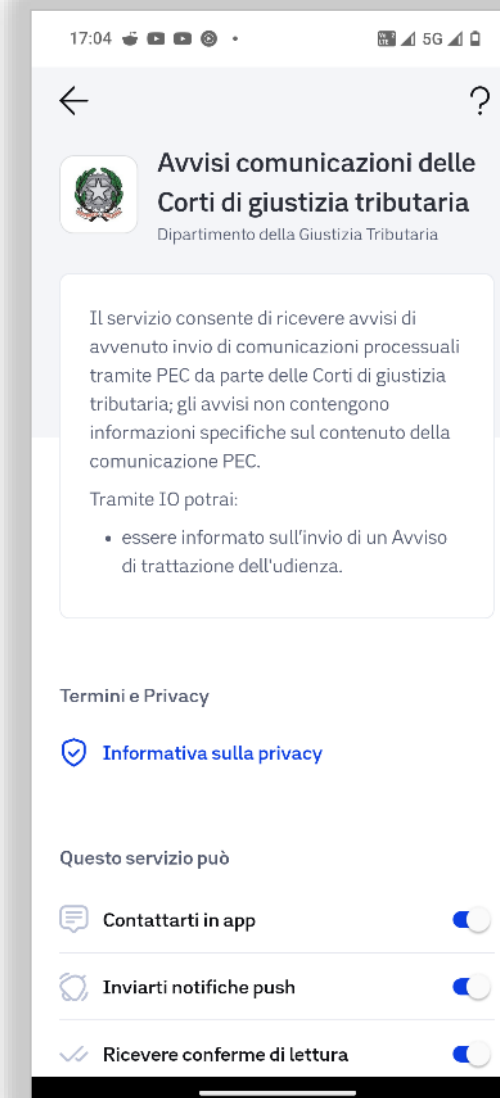 17:04
VoLTE 5G
?
Avvisi comunicazioni delle
Corti di giustizia tributaria
Dipartimento della Giustizia Tributaria
Il servizio consente di ricevere avvisi di
avvenuto invio di comunicazioni processuali
tramite PEC da parte delle Corti di giustizia
tributaria; gli avvisi non contengono
informazioni specifiche sul contenuto della
comunicazione PEC.
Tramite IO potrai:
• essere informato sull'invio di un Avviso
di trattazione dell'udienza.
Termini e Privacy
Informativa sulla privacy
Questo servizio può
Contattarti in app
Inviarti notifiche push
Ricevere conferme di lettura